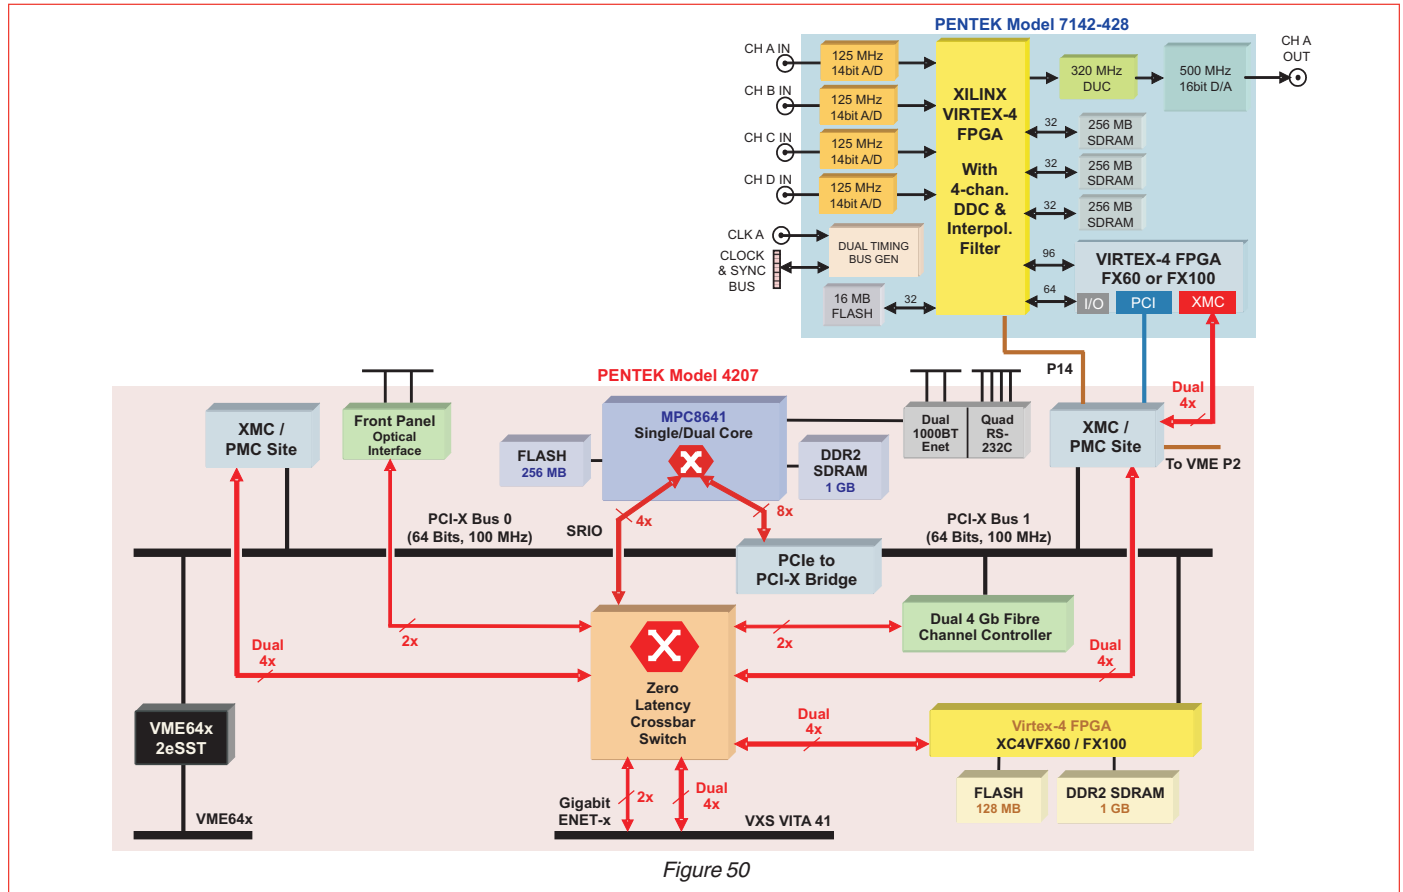 PENTEK Model 7142-428
CH A IN
125 MHz
14bit A/D
CH B IN
125 MHz
14bit A/D
CH C IN
125 MHz
14bit A/D
CH D IN
125 MHz
14bit A/D
XILINX
VIRTEX-4
FPGA
With
4-chan.
DDC &
Interpol.
Filter
320 MHz
DUC
500 MHz
16bit D/A
CH A
OUT
32
256 MB
SDRAM
32
256 MB
SDRAM
32
256 MB
SDRAM
CLK A
CLOCK
& SYNC
BUS
DUAL TIMING
BUS GEN
16 MB
FLASH
32
96
64
VIRTEX-4 FPGA
FX60 or FX100
I/O
PCI
XMC
P14
Dual
4x
PENTEK Model 4207
XMC /
PMC Site
Front Panel
Optical
Interface
FLASH
256 MB
MPC8641
Single/Dual Core
DDR2
SDRAM
1 GB
Dual
1000BT
Enet
Quad
RS-
232C
XMC /
PMC Site
To VME P2
PCI-X Bus 0
(64 Bits, 100 MHz)
SRIO
4x
8x
PCI-X Bus 1
(64 Bits, 100 MHz)
PCIe to
PCI-X Bridge
2x
Dual
4x
Zero
Latency
Crossbar
Switch
2x
Dual 4 Gb Fibre
Channel Controller
Dual
4x
Dual
4x
VME64x
2eSST
Virtex-4 FPGA
XC4VFX60 / FX100
FLASH
128 MB
DDR2 SDRAM
1 GB
VME64x
Gigabit
ENET-x
2x
Dual
4x
VXS VITA 41
Figure 50